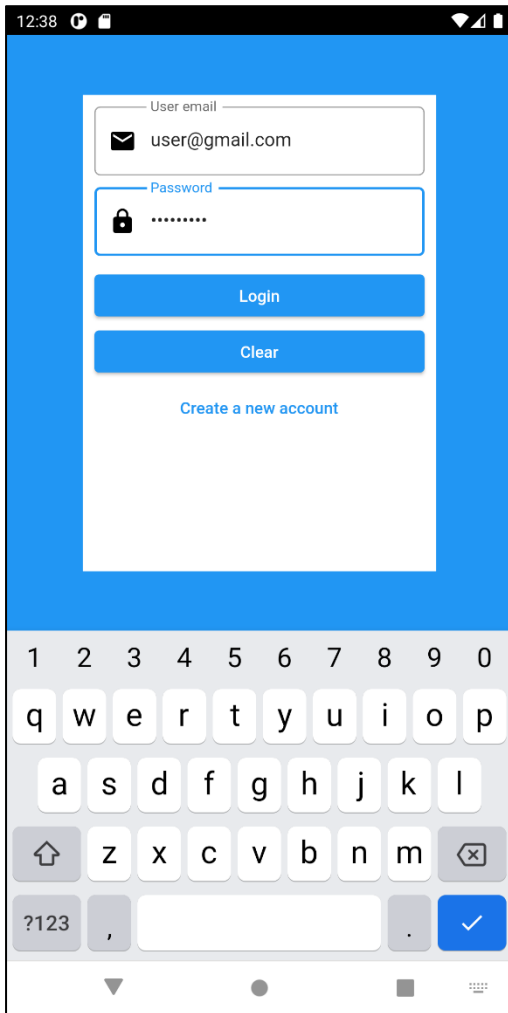 12:38
User email
user@gmail.com
Password
•••••••••
Login
Clear
Create a new account
1 2 3 4 5 6 7 8 9 0
q w e r t y u i o p
a s d f g h j k l
z x c v b n m
?123 , .